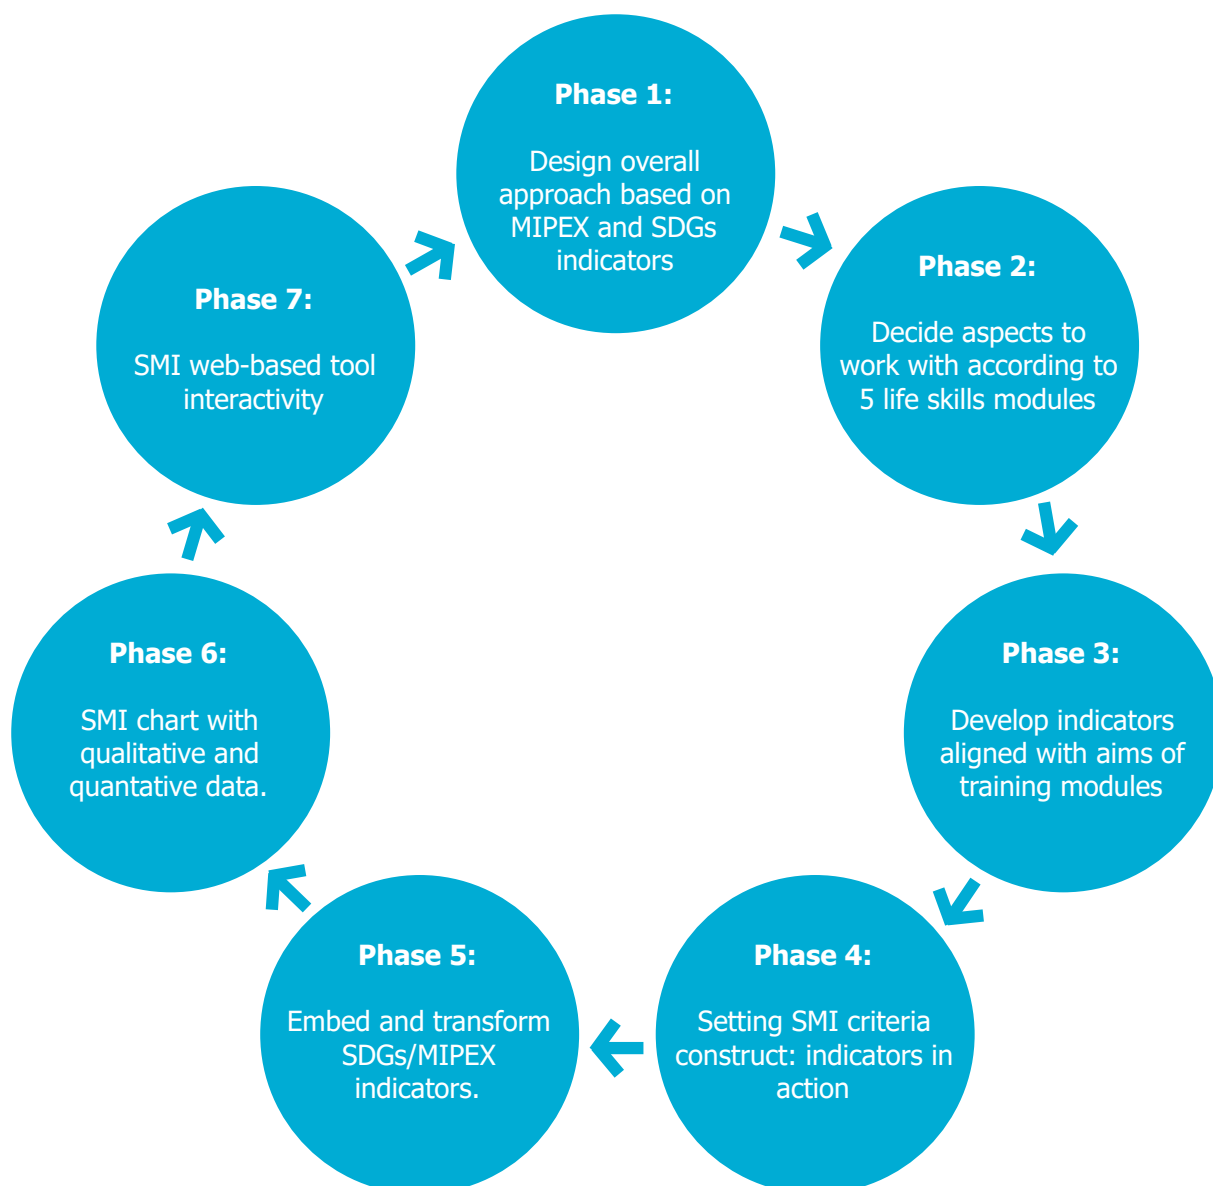 Phase 1:
Design overall
approach based on
MIPEX and SDGs
indicators
Phase 2:
Decide aspects to
work with according to
5 life skills modules
Phase 3:
Develop indicators
aligned with aims of
training modules
Phase 4:
Setting SMI criteria
construct: indicators in
action
Phase 5:
Embed and transform
SDGs/MIPEX
indicators.
Phase 6:
SMI chart with
qualitative and
quantative data.
Phase 7:
SMI web-based tool
interactivity